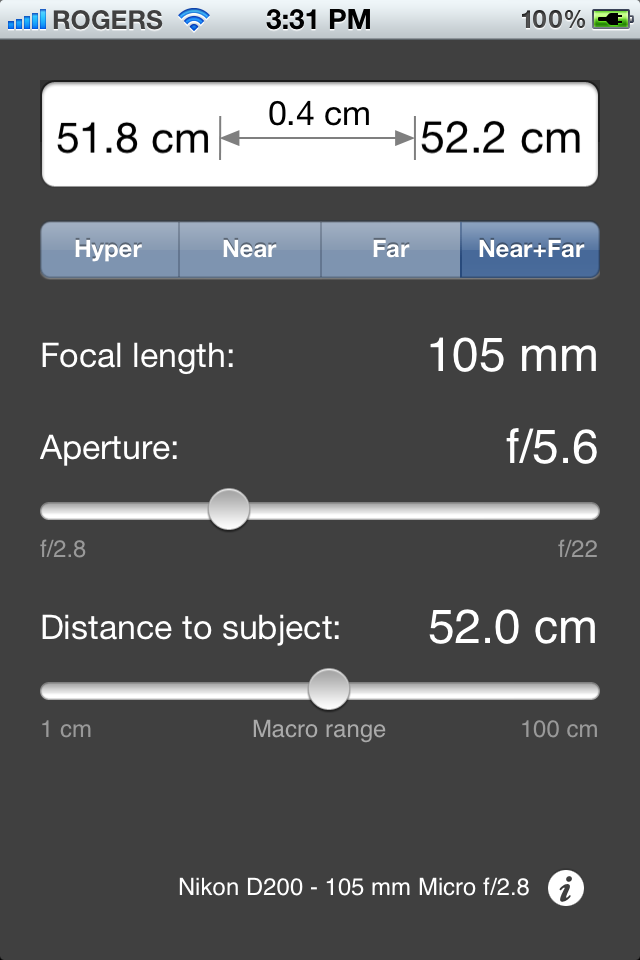 ROGERS 3:31 PM 100%
0.4 cm
51.8 cm 52.2 cm
Hyper Near Far Near+Far
Focal length: 105 mm
Aperture: f/5.6
f/2.8 f/22
Distance to subject: 52.0 cm
1 cm Macro range 100 cm
Nikon D200 - 105 mm Micro f/2.8 i